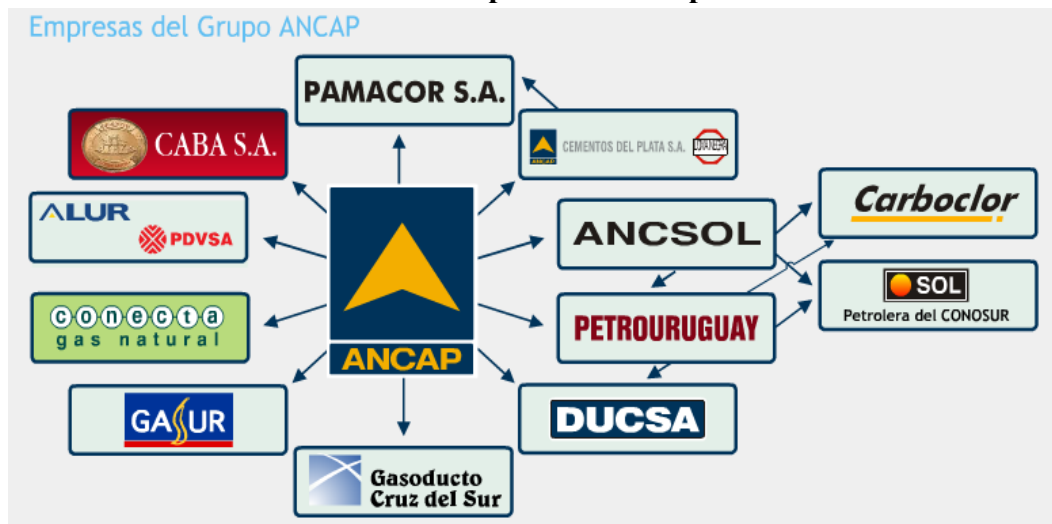 Empresas del Grupo ANCAP
PAMACOR S.A.
CABA S.A.
ANCAP
CEMENTOS DEL PLATA S.A.
ALUR
PDVSA
ANCSOL
Carboclor
SOL
Petrolera del CONOSUR
conecta
gas natural
PETROURUGUAY
ANCAP
GASUR
DUCSA
Gasoducto
Cruz del Sur